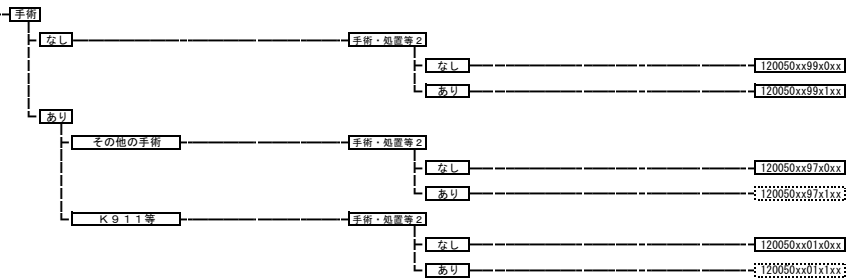 手術
なし 手術・処置等2
なし 120050xx99x0xx
あり 120050xx99x1xx
あり
その他の手術 手術・処置等2
なし 120050xx97x0xx
あり 120050xx97x1xx
K911等 手術・処置等2
なし 120050xx01x0xx
あり 120050xx01x1xx